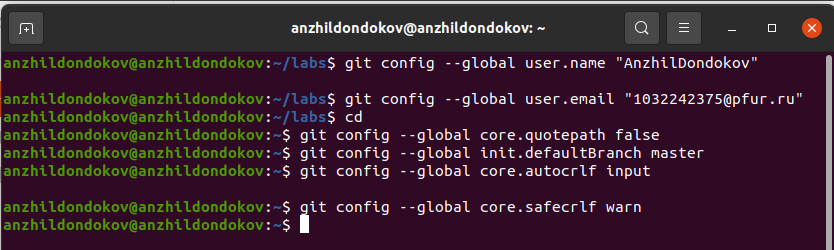 anzhildondokov@anzhildondokov: ~
anzhildondokov@anzhildondokov:~/labs$ git config --global user.name "AnzhilDondokov"
anzhildondokov@anzhildondokov:~/labs$ git config --global user.email "1032242375@pfur.ru"
anzhildondokov@anzhildondokov:~/labs$ cd
anzhildondokov@anzhildondokov:~$ git config --global core.quotepath false
anzhildondokov@anzhildondokov:~$ git config --global init.defaultBranch master
anzhildondokov@anzhildondokov:~$ git config --global core.autocrlf input
anzhildondokov@anzhildondokov:~$ git config --global core.safecrlf warn
anzhildondokov@anzhildondokov:~$